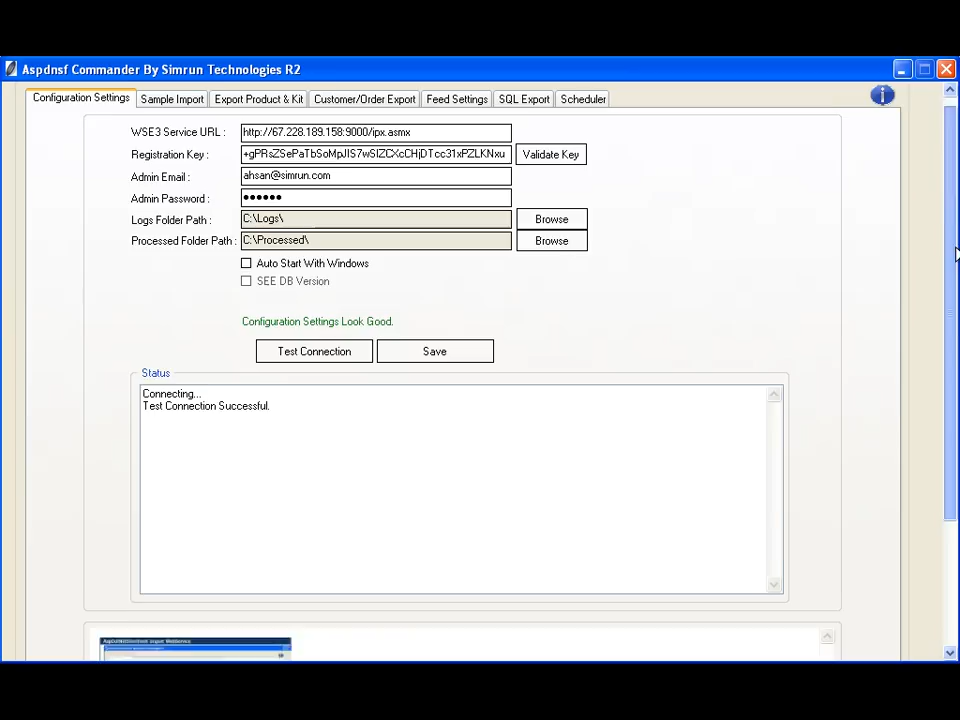 Aspdnsf Commander By Simrun Technologies R2
Configuration Settings Sample Import Export Product & Kit Customer/Order Export Feed Settings SQL Export Scheduler
WSE3 Service URL : http://67.228.189.158:9000/ipx.asmx
Registration Key : +gPRsZSePaTbSoMpJIS7wSIZCXcCHjDTcc31xPZLKNxu Validate Key
Admin Email : ahsan@simrun.com
Admin Password : ●●●●●●
Logs Folder Path : C:\Logs\ Browse
Processed Folder Path : C:\Processed\ Browse
Auto Start With Windows
SEE DB Version
Configuration Settings Look Good.
Test Connection Save
Status
Connecting...
Test Connection Successful.